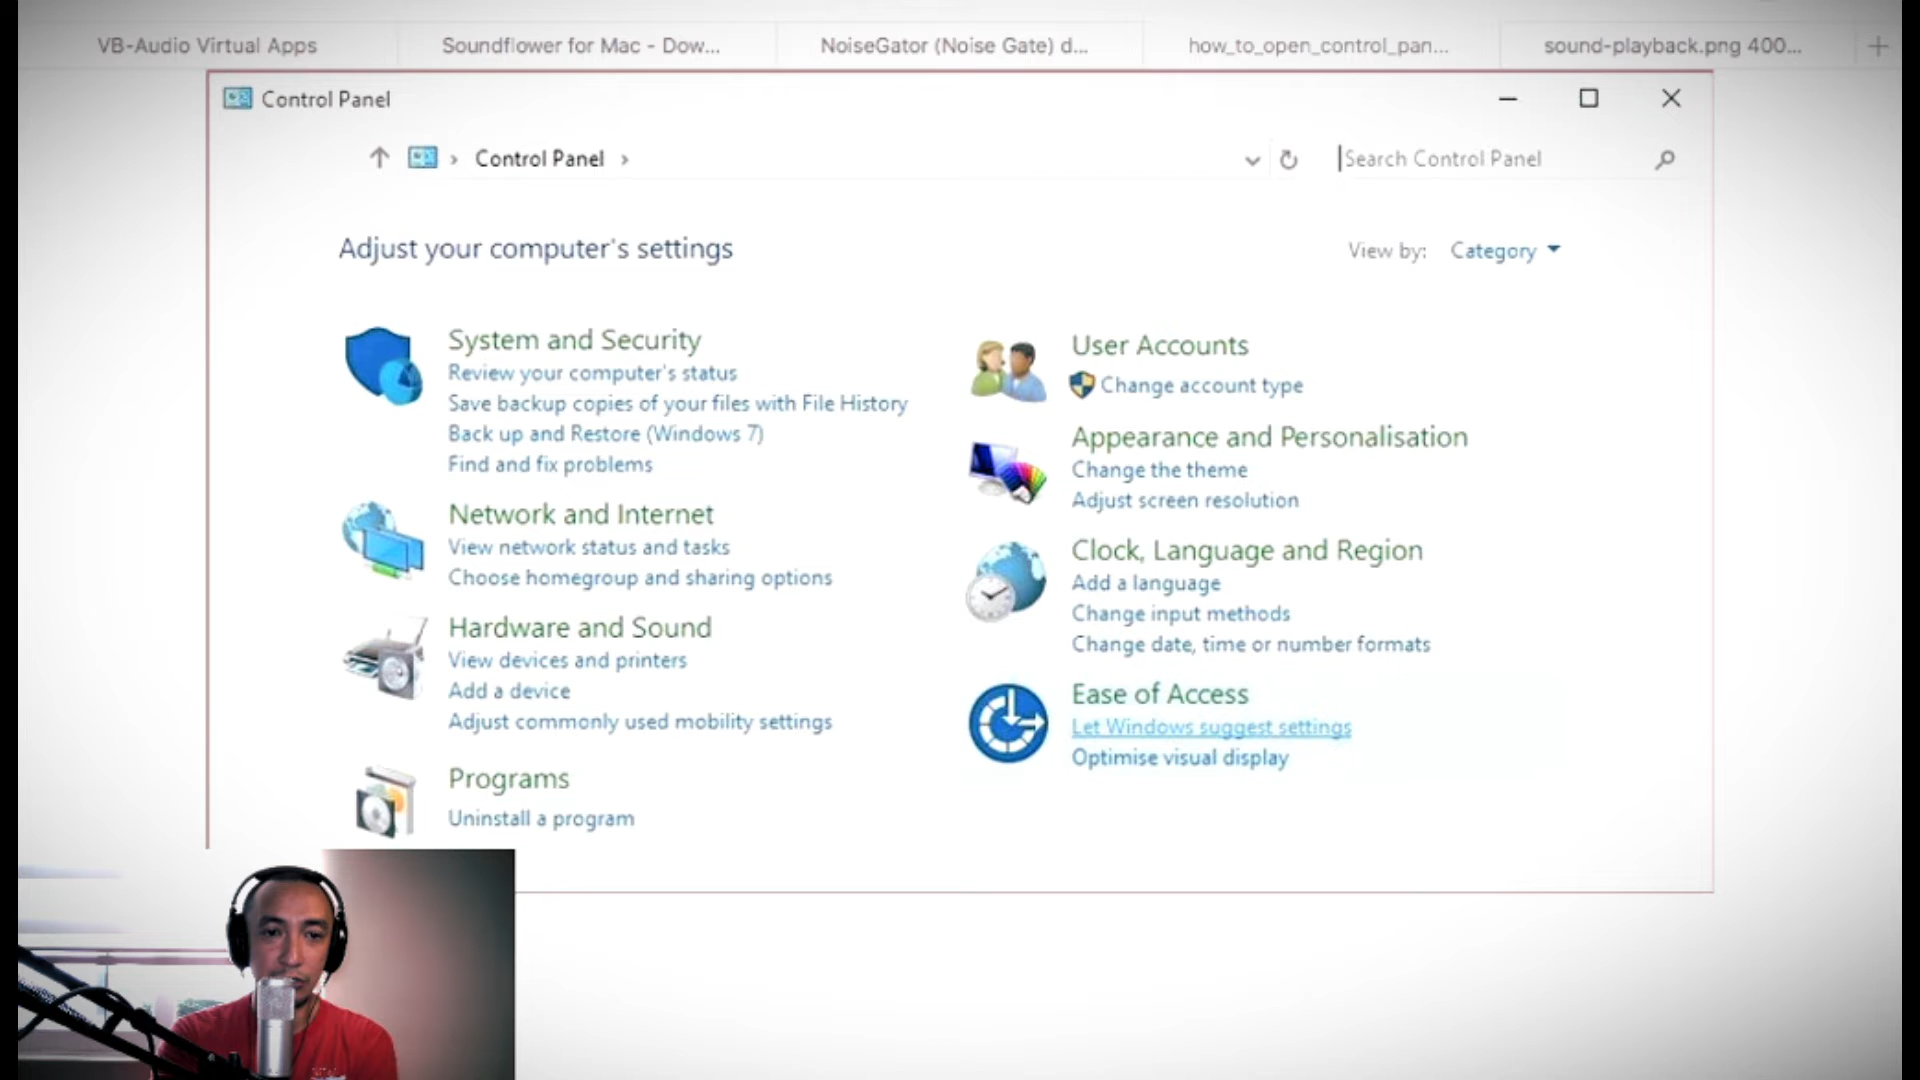 VB-Audio Virtual Apps
Soundflower for Mac - Dow...
NoiseGator (Noise Gate) d...
how_to_open_control_pan...
sound-playback.png 400...
Control Panel
Control Panel
Search Control Panel
Adjust your computer's settings
View by: Category
System and Security
Review your computer's status
Save backup copies of your files with File History
Back up and Restore (Windows 7)
Find and fix problems
Network and Internet
View network status and tasks
Choose homegroup and sharing options
Hardware and Sound
View devices and printers
Add a device
Adjust commonly used mobility settings
Programs
Uninstall a program
User Accounts
Change account type
Appearance and Personalisation
Change the theme
Adjust screen resolution
Clock, Language and Region
Add a language
Change input methods
Change date, time or number formats
Ease of Access
Let Windows suggest settings
Optimise visual display